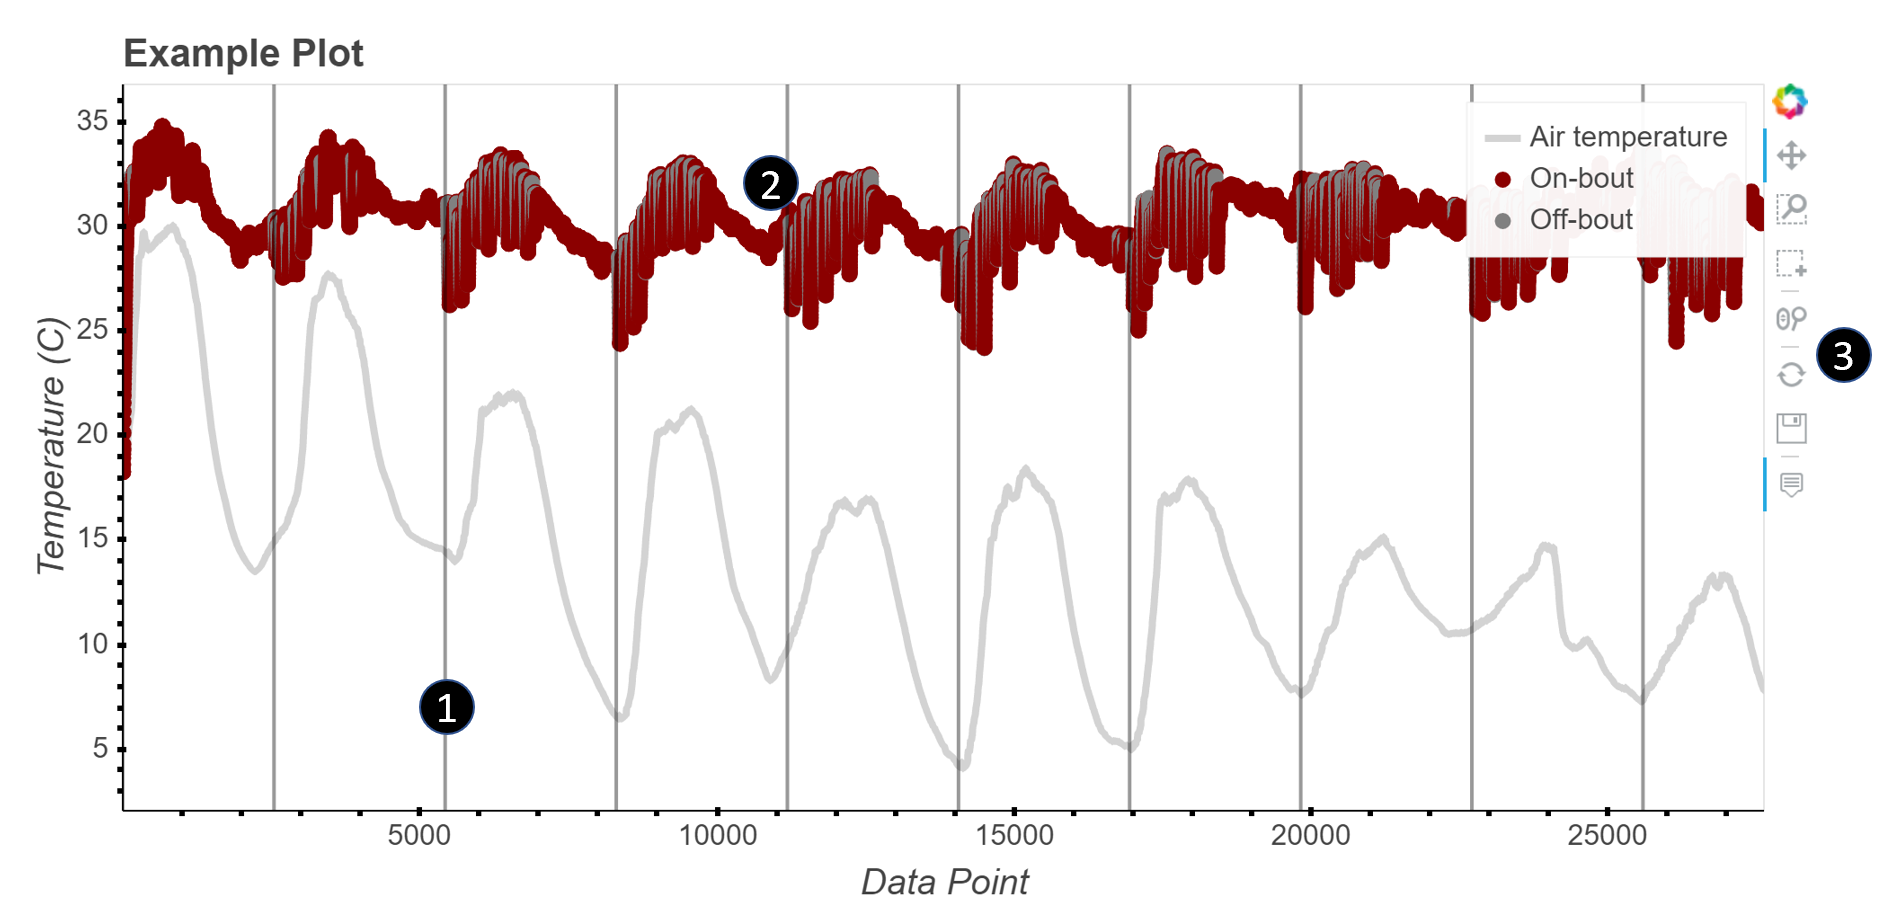 Example Plot
35
30
25
20
15
10
5
Temperature (C)
5000
10000
15000
20000
25000
Data Point
Air temperature
On-bout
Off-bout
1
2
3